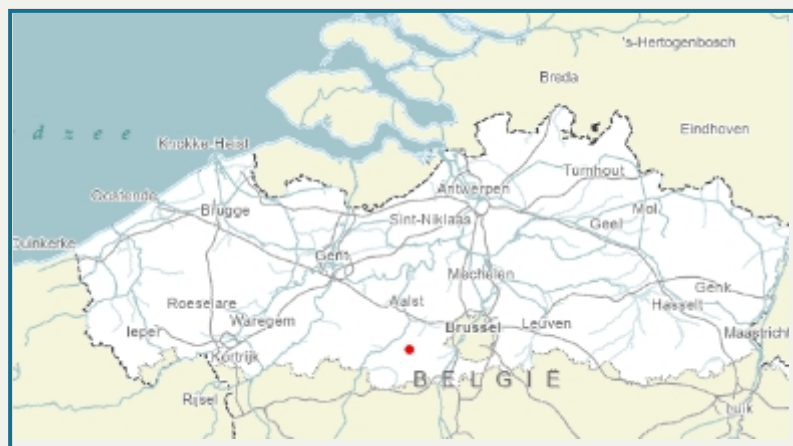 's-Hertogenbosch
Breda
d z e e
Eindhoven
Knokke-Heist
Turnhout
Oostende
Antwerpen
Brugge
Sint-Niklaas
Mol
Geel
Duinkerke
Gent
Mechelen
Genk
Roeselare
Aalst
Hasselt
Waregem
Brussel
Leuven
Ieper
Maastricht
Kortrijk
BELGIË
Rijsel
Luik